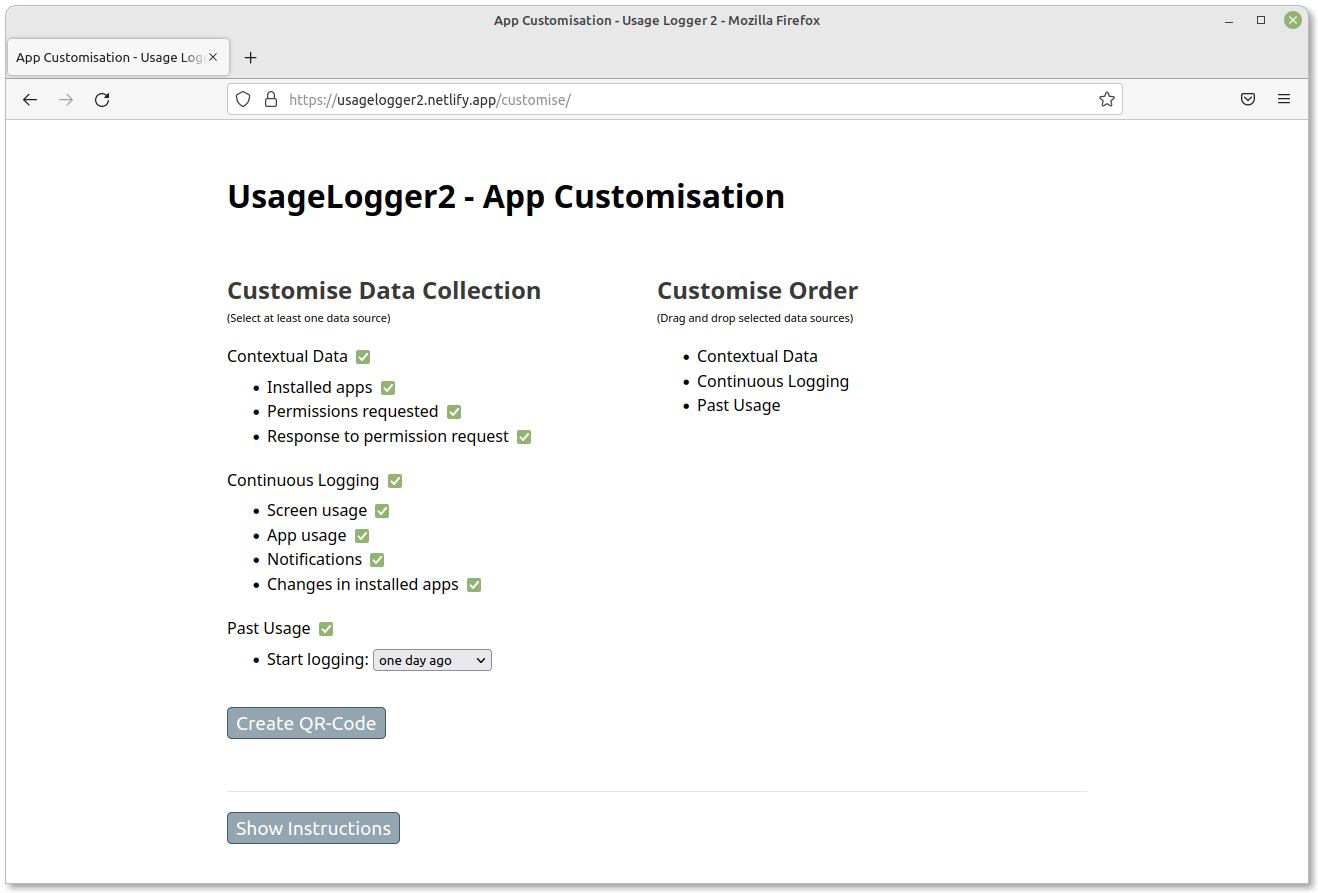 App Customisation - Usage Logger 2 - Mozilla Firefox
App Customisation - Usage Log
https://usagelogger2.netlify.app/customise/
UsageLogger2 - App Customisation
Customise Data Collection
(Select at least one data source)
Contextual Data
• Installed apps
• Permissions requested
• Response to permission request
Continuous Logging
• Screen usage
• App usage
• Notifications
• Changes in installed apps
Past Usage
• Start logging: one day ago
Create QR-Code
Customise Order
(Drag and drop selected data sources)
• Contextual Data
• Continuous Logging
• Past Usage
Show Instructions